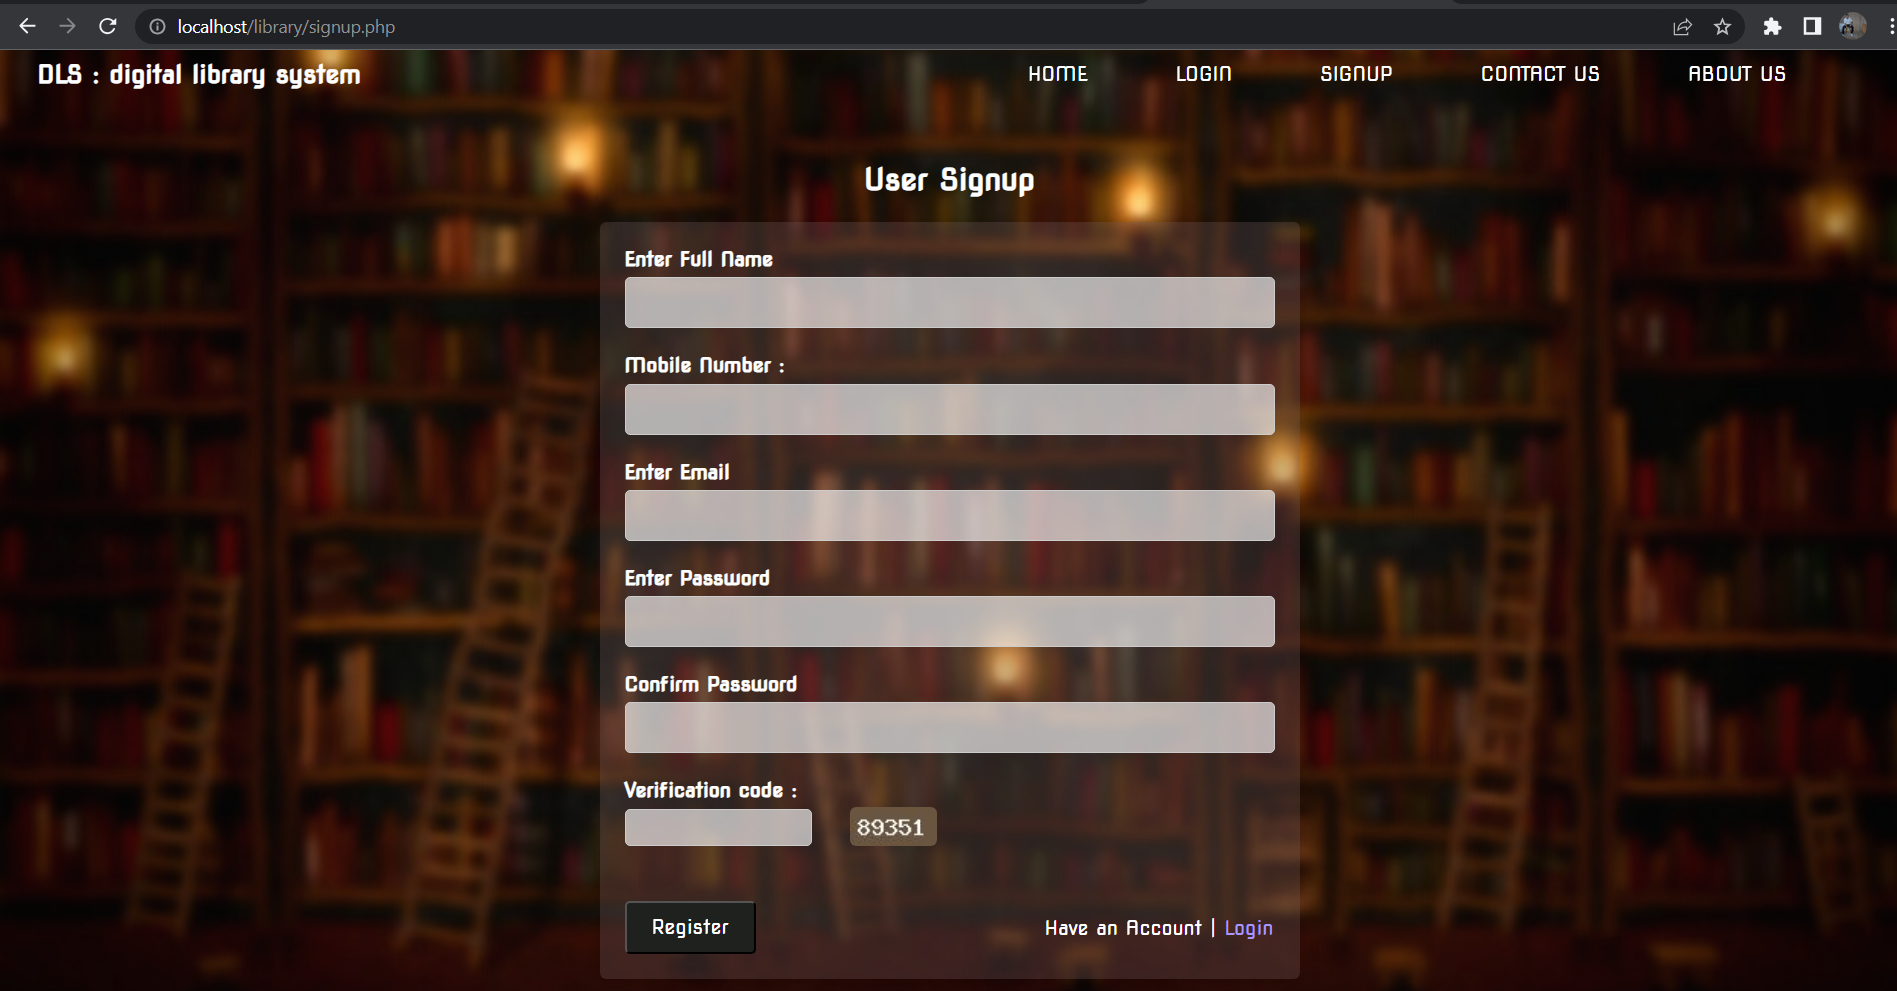 localhost/library/signup.php
DLS : digital library system HOME LOGIN SIGNUP CONTACT US ABOUT US
User Signup
Enter Full Name
Mobile Number :
Enter Email
Enter Password
Confirm Password
Verification code :
89351
Register Have an Account | Login